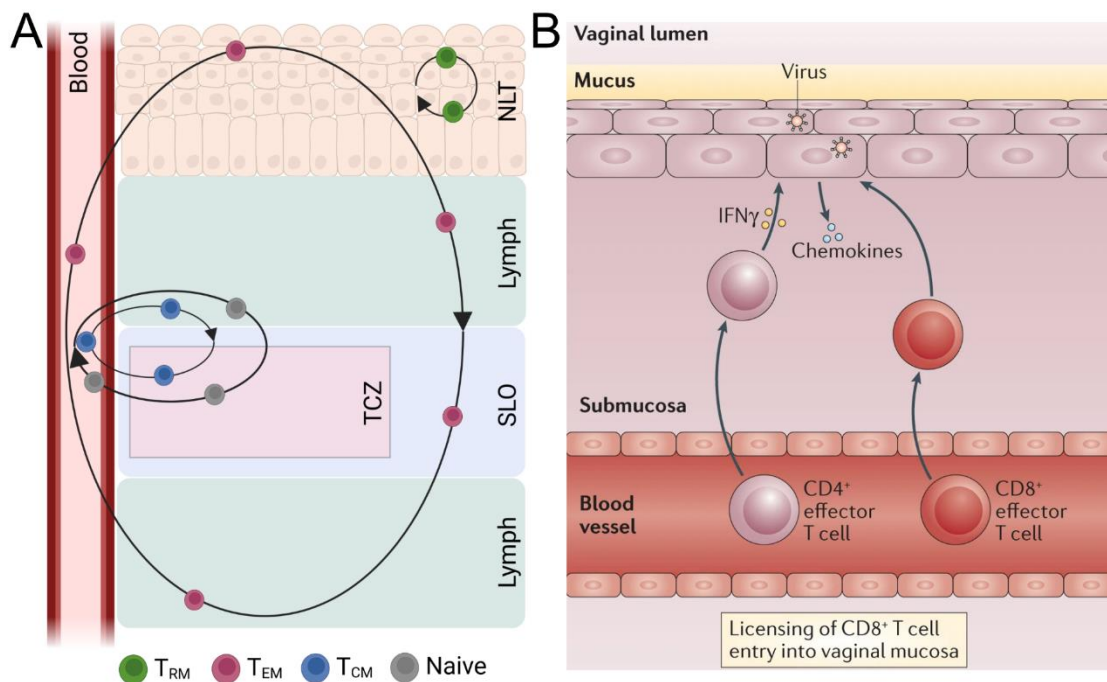 A
Blood
NLT
Lymph
TCZ
SLO
Lymph
TRM
TEM
TCM
Naive
B
Vaginal lumen
Mucus
Virus
IFNγ
Chemokines
Submucosa
Blood
vessel
CD4+
effector
T cell
CD8+
effector
T cell
Licensing of CD8+ T cell
entry into vaginal mucosa